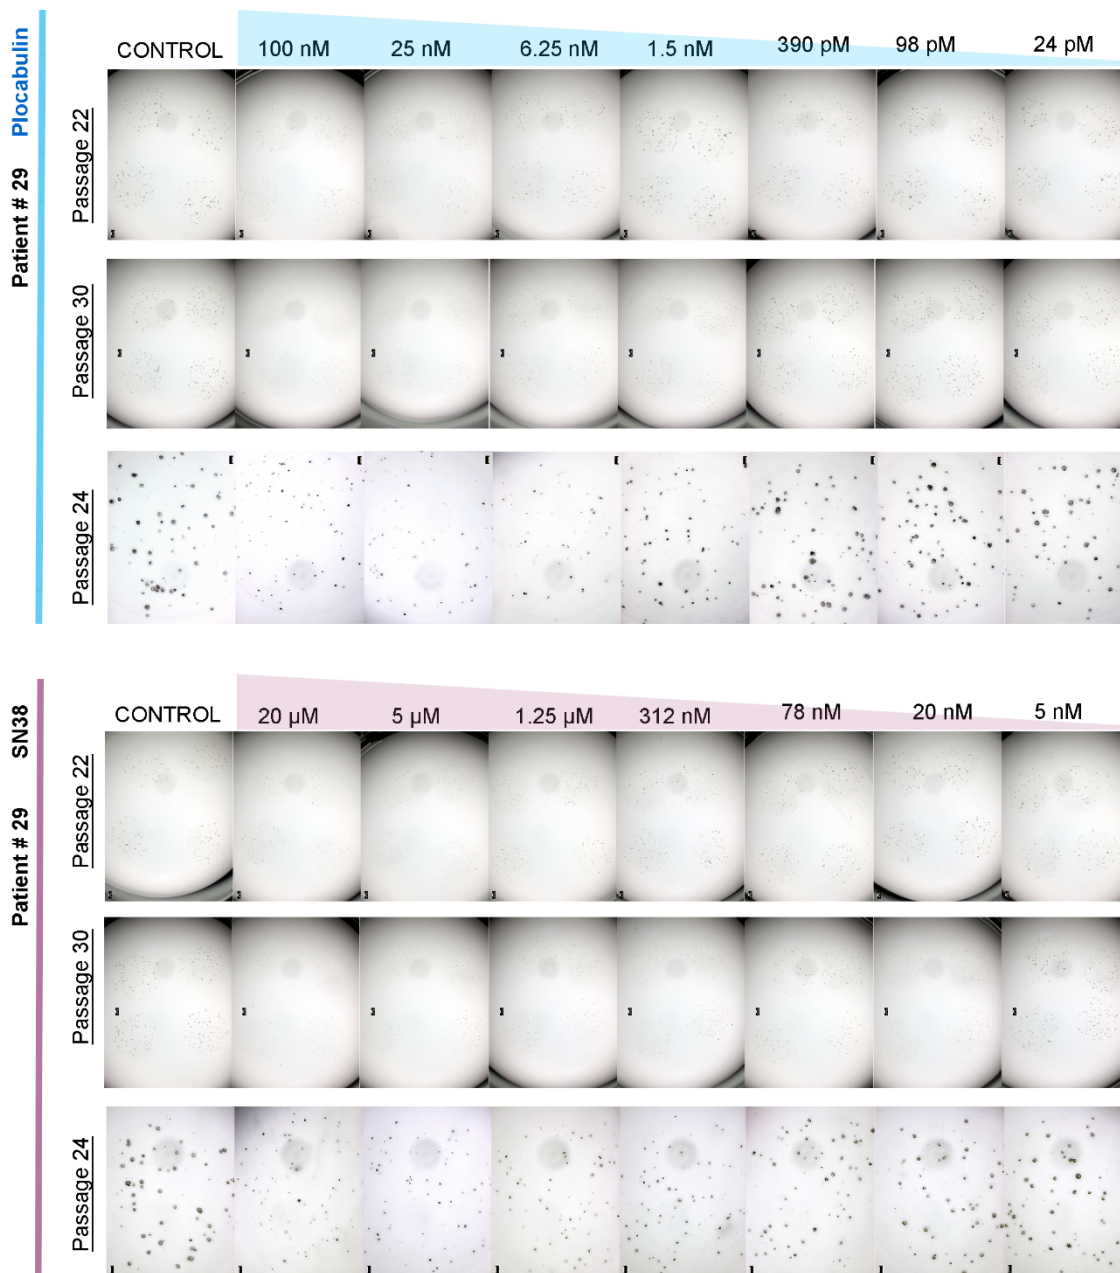 Patient # 29 Plocabulin
CONTROL 100 nM 25 nM 6.25 nM 1.5 nM 390 pM 98 pM 24 pM
Passage 22
Passage 30
Passage 24
Patient # 29 SN38
CONTROL 20 µM 5 µM 1.25 µM 312 nM 78 nM 20 nM 5 nM
Passage 22
Passage 30
Passage 24